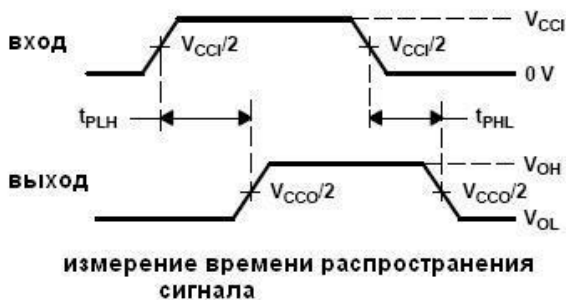 V_CCI
вход
V_CCI/2
V_CCI/2
0 V
t_PLH
t_PHL
V_OH
выход
V_CCO/2
V_CCO/2
V_OL
измерение времени распространения
сигнала